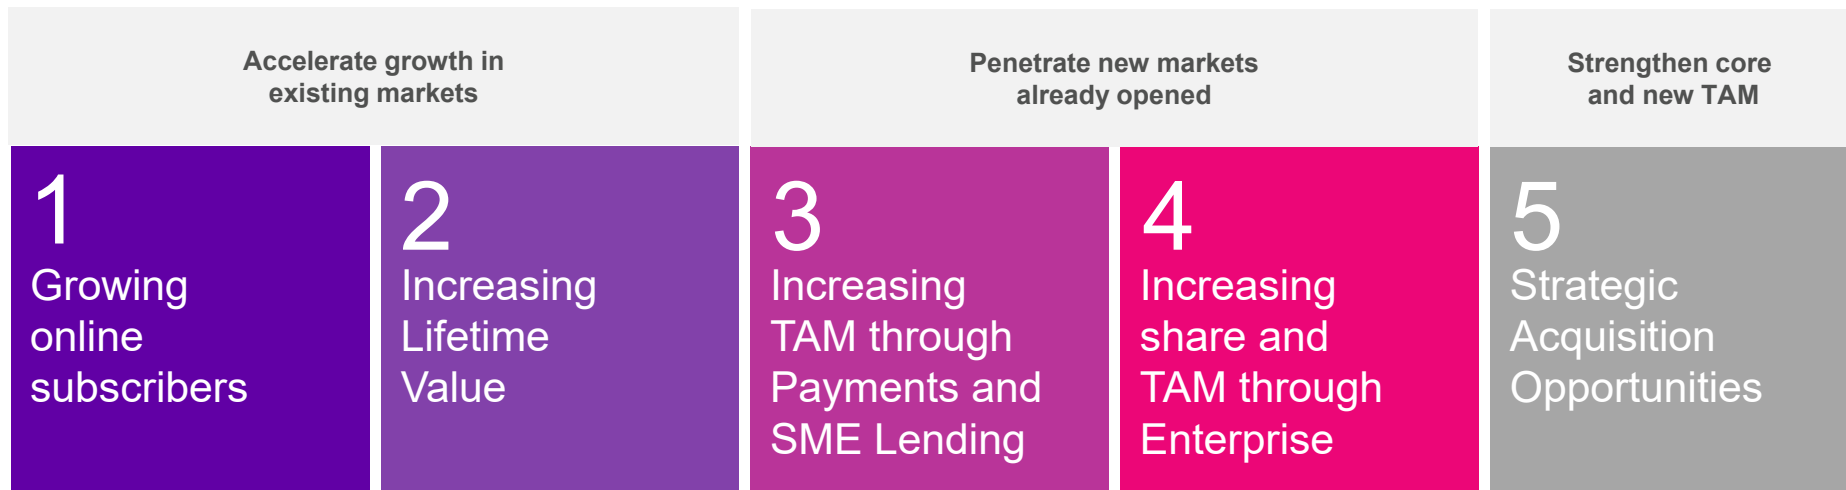 Accelerate growth in
existing markets
Penetrate new markets
already opened
Strengthen core
and new TAM
1
Growing
online
subscribers
2
Increasing
Lifetime
Value
3
Increasing
TAM through
Payments and
SME Lending
4
Increasing
share and
TAM through
Enterprise
5
Strategic
Acquisition
Opportunities